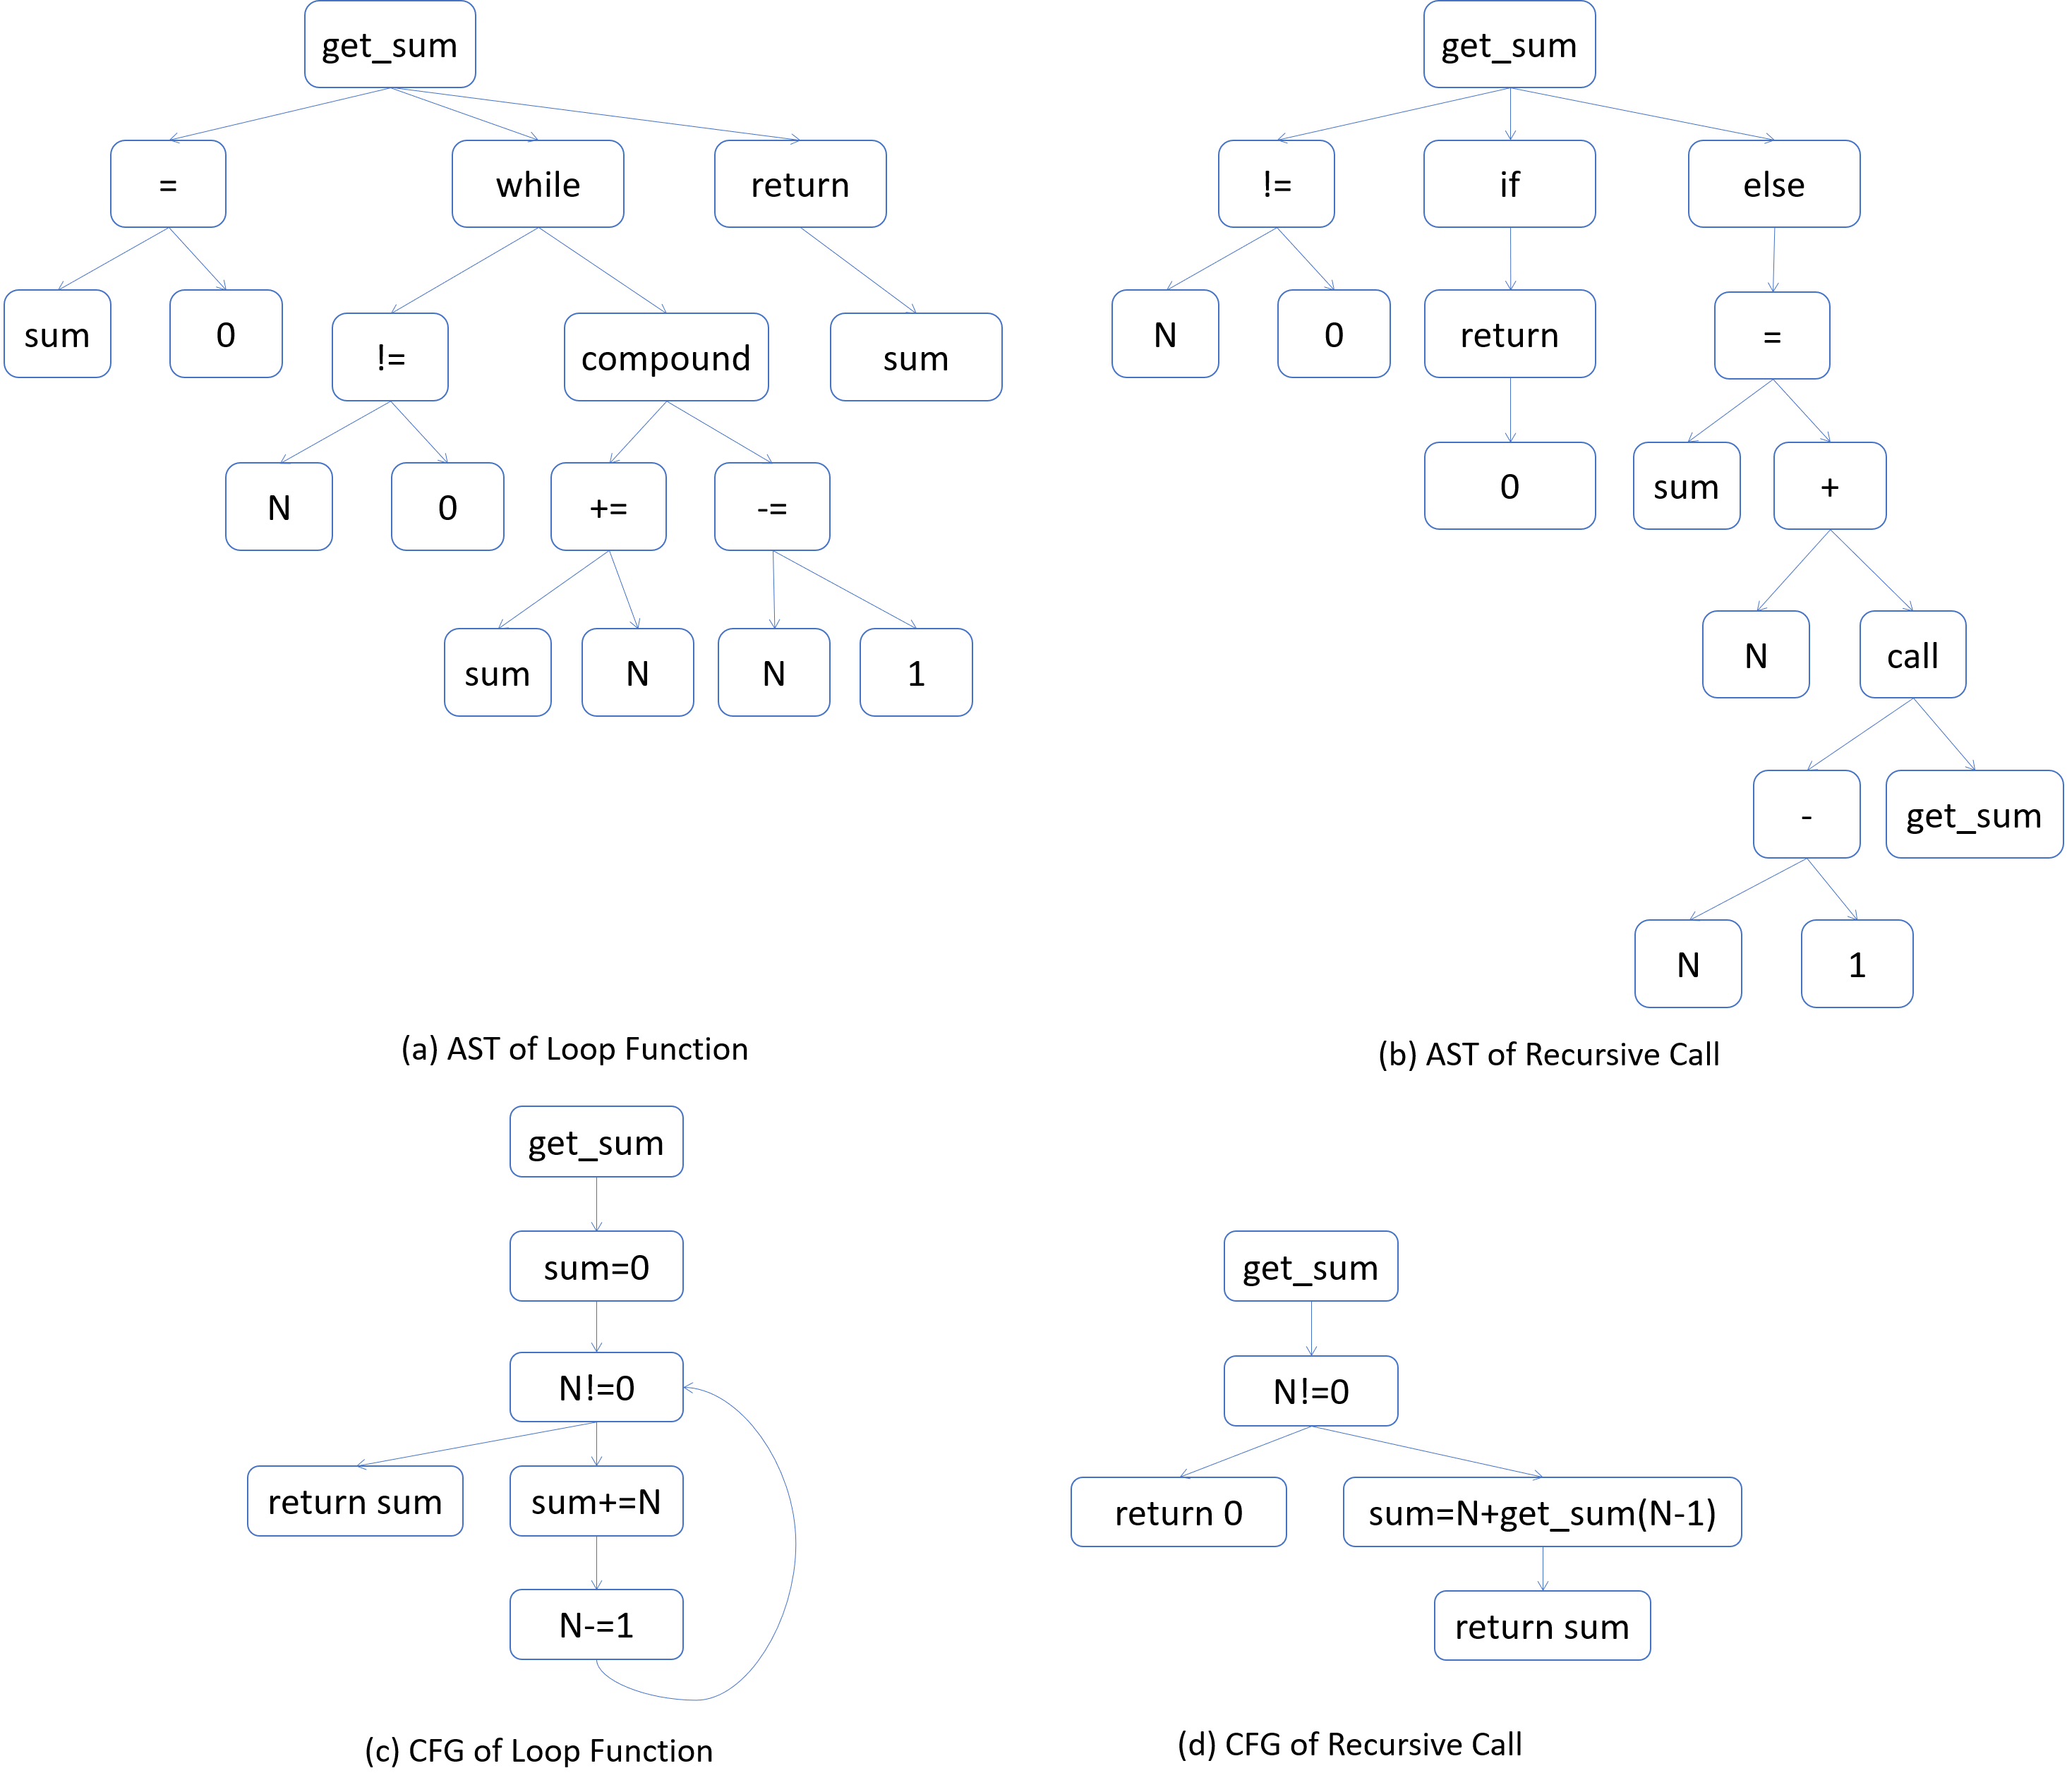 get_sum
=
while
return
sum
0
!=
compound
sum
N
0
+=
-=
sum
N
N
1
(a) AST of Loop Function
get_sum
!=
if
else
N
0
return
=
0
sum
+
N
call
-
get_sum
N
1
(b) AST of Recursive Call
get_sum
sum=0
N!=0
return sum
sum+=N
N-=1
(c) CFG of Loop Function
get_sum
N!=0
return 0
sum=N+get_sum(N-1)
return sum
(d) CFG of Recursive Call